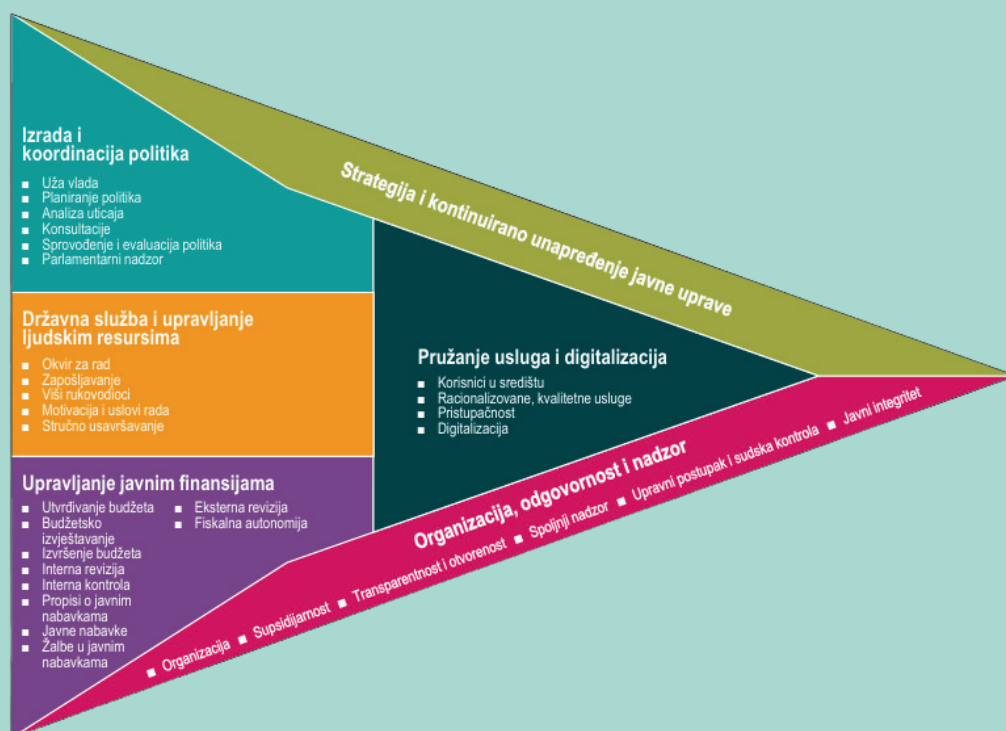 Strategija i kontinuirano unapređenje javne uprave
Izrada i
koordinacija politika
■ Uža vlada
■ Planiranje politika
■ Analiza uticaja
■ Konsultacije
■ Sprovođenje i evaluacija politika
■ Parlamentarni nadzor
Državna služba i upravljanje
ljudskim resursima
■ Okvir za rad
■ Zapošljavanje
■ Viši rukovodioci
■ Motivacija i uslovi rada
■ Stručno usavršavanje
Upravljanje javnim finansijama
■ Utvrđivanje budžeta
■ Budžetsko
izvještavanje
■ Izvršenje budžeta
■ Interna revizija
■ Interna kontrola
■ Propisi o javnim
nabavkama
■ Javne nabavke
■ Žalbe u javnim
nabavkama
■ Eksterna revizija
■ Fiskalna autonomija
Pružanje usluga i digitalizacija
■ Korisnici u središtu
■ Racionalizovane, kvalitetne usluge
■ Pristupačnost
■ Digitalizacija
Organizacija, odgovornost i nadzor
■ Organizacija ■ Supsidijarnost ■ Transparentnost i otvorenost ■ Spoljnji nadzor ■ Upravni postupak i sudska kontrola ■ Javni integritet